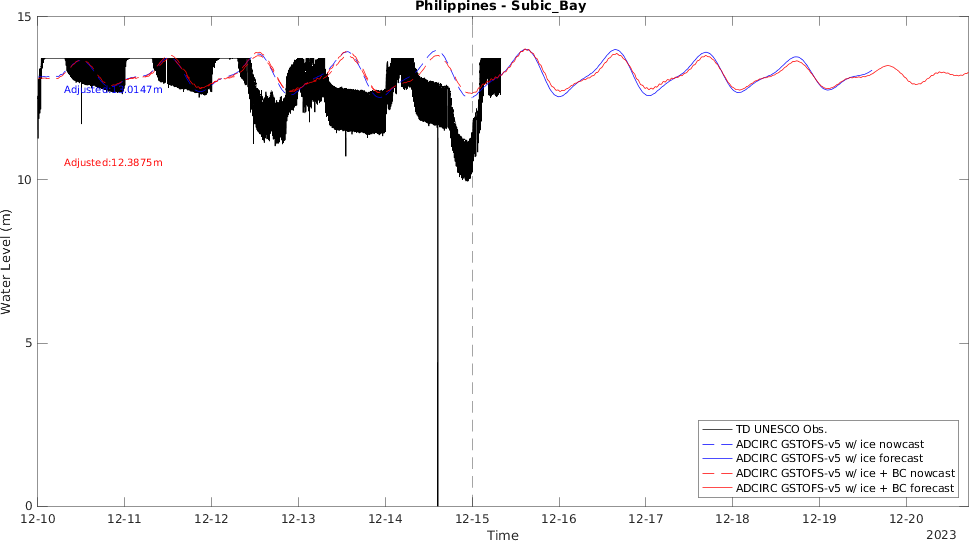 Philippines - Subic_Bay
15
10
5
0
Water Level (m)
Adjusted:13.0147m
Adjusted:12.3875m
TD UNESCO Obs.
ADCIRC GSTOFS-v5 w/ ice nowcast
ADCIRC GSTOFS-v5 w/ ice forecast
ADCIRC GSTOFS-v5 w/ ice + BC nowcast
ADCIRC GSTOFS-v5 w/ ice + BC forecast
12-10 12-11 12-12 12-13 12-14 12-15 12-16 12-17 12-18 12-19 12-20
Time
2023